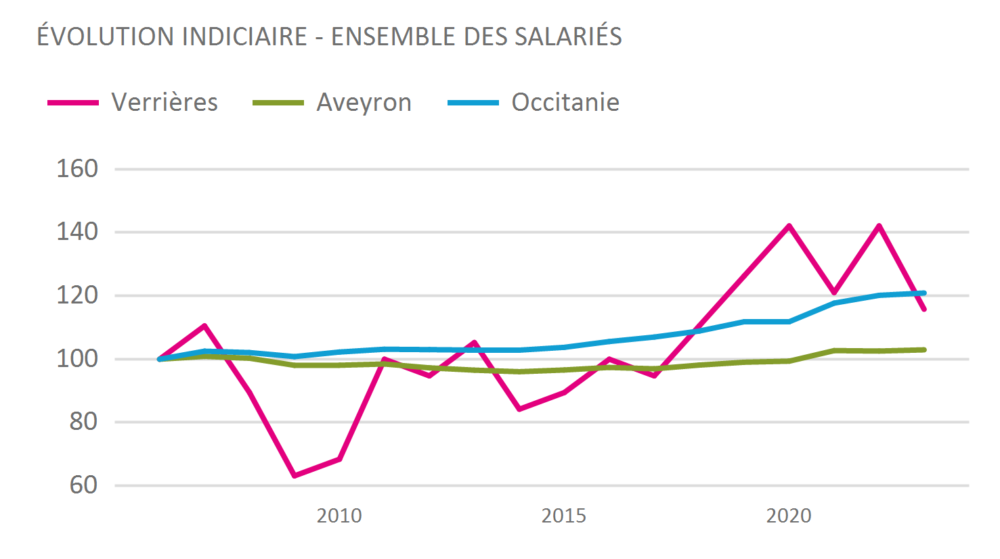 ÉVOLUTION INDICIAIRE - ENSEMBLE DES SALARIÉS
Verrières Aveyron Occitanie
160
140
120
100
80
60
2010 2015 2020